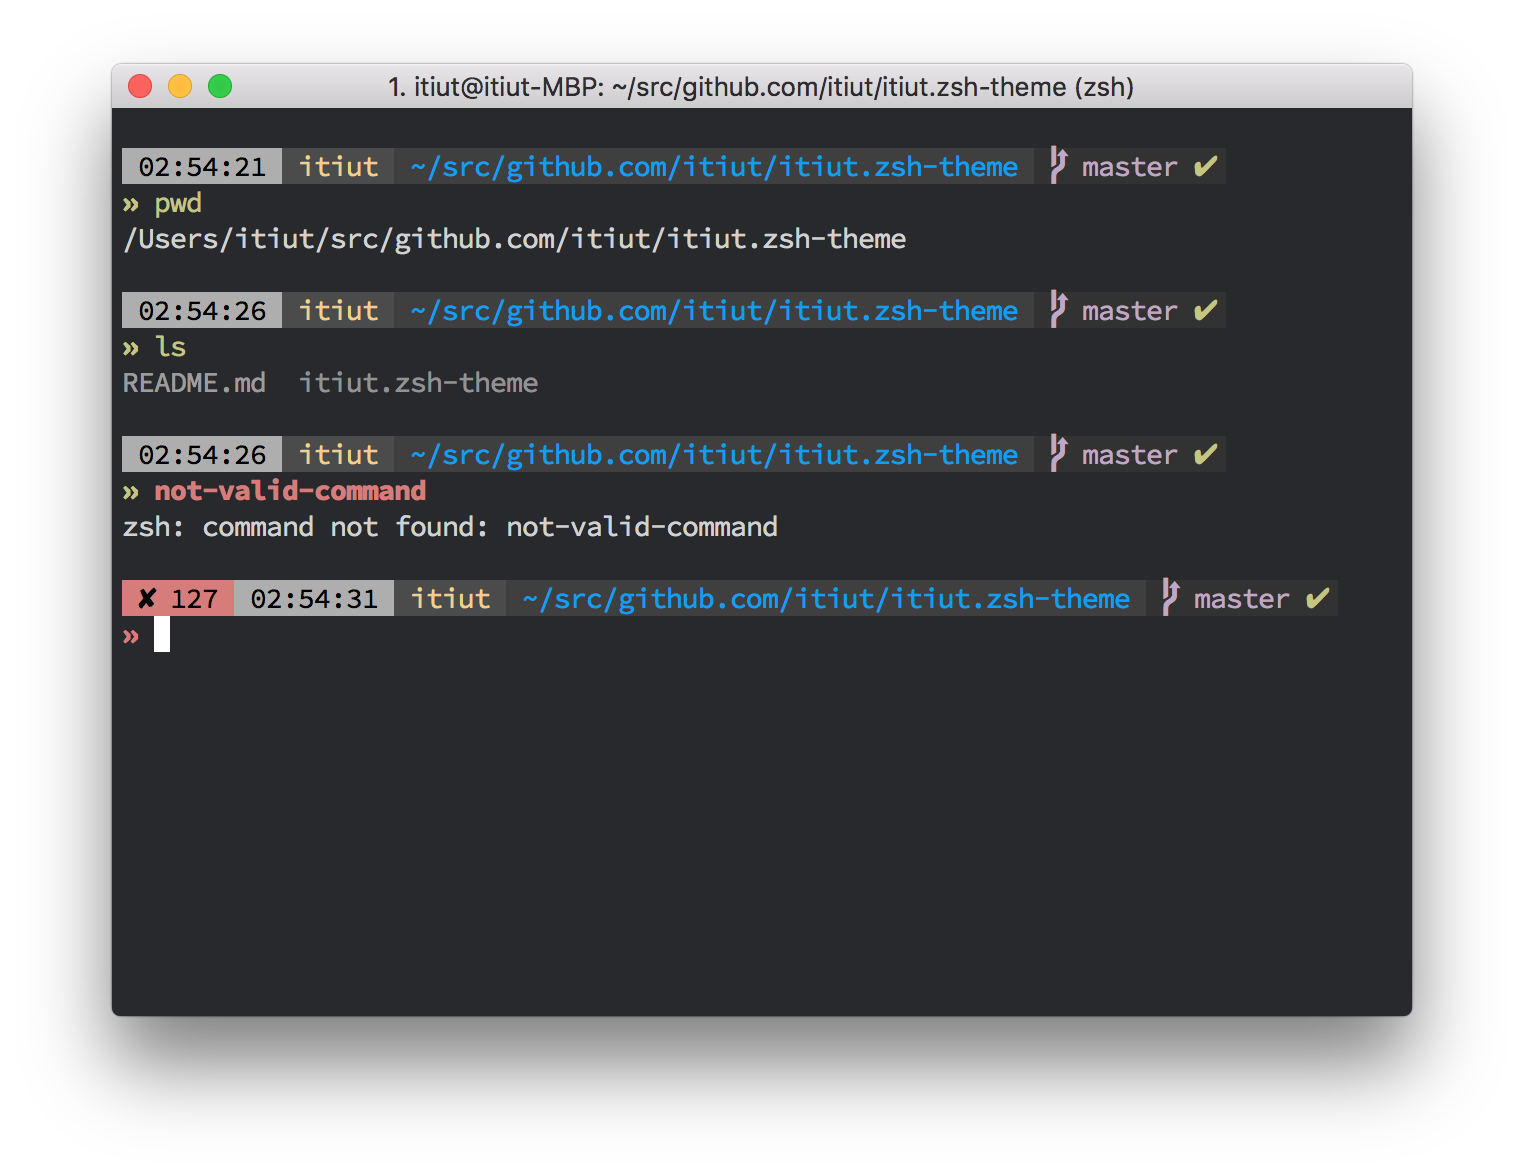 1. itiut@itiut-MBP: ~/src/github.com/itiut/itiut.zsh-theme (zsh)
02:54:21 itiut ~/src/github.com/itiut/itiut.zsh-theme master ✔
» pwd
/Users/itiut/src/github.com/itiut/itiut.zsh-theme
02:54:26 itiut ~/src/github.com/itiut/itiut.zsh-theme master ✔
» ls
README.md  itiut.zsh-theme
02:54:26 itiut ~/src/github.com/itiut/itiut.zsh-theme master ✔
» not-valid-command
zsh: command not found: not-valid-command
✘ 127 02:54:31 itiut ~/src/github.com/itiut/itiut.zsh-theme master ✔
»